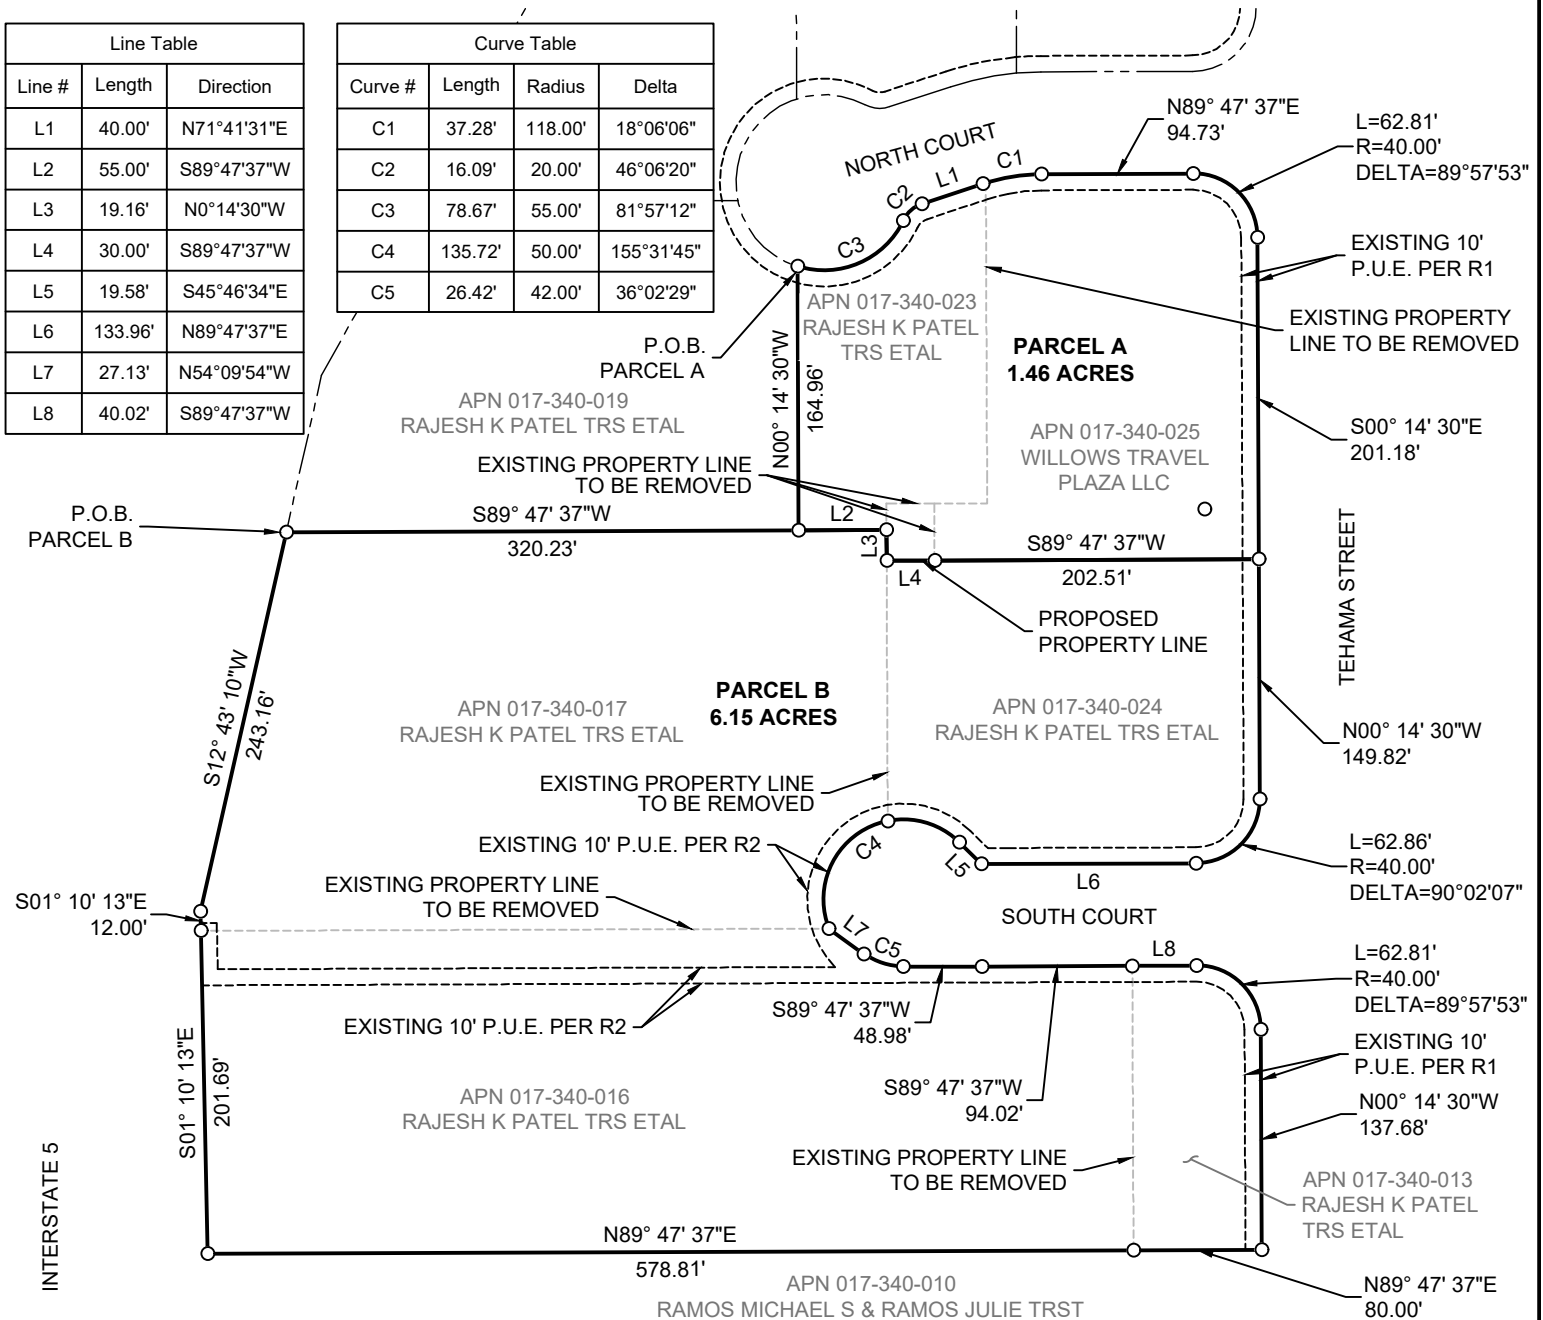 Line Table
Line # Length Direction
L1 40.00' N71°41'31"E
L2 55.00' S89°47'37"W
L3 19.16' N0°14'30"W
L4 30.00' S89°47'37"W
L5 19.58' S45°46'34"E
L6 133.96' N89°47'37"E
L7 27.13' N54°09'54"W
L8 40.02' S89°47'37"W
Curve Table
Curve # Length Radius Delta
C1 37.28' 118.00' 18°06'06"
C2 16.09' 20.00' 46°06'20"
C3 78.67' 55.00' 81°57'12"
C4 135.72' 50.00' 155°31'45"
C5 26.42' 42.00' 36°02'29"
NORTH COURT
C1
L1
C2
C3
N89° 47' 37"E
94.73'
L=62.81'
R=40.00'
DELTA=89°57'53"
EXISTING 10'
P.U.E. PER R1
EXISTING PROPERTY
LINE TO BE REMOVED
APN 017-340-023
RAJESH K PATEL
TRS ETAL
PARCEL A
1.46 ACRES
P.O.B.
PARCEL A
N00° 14' 30"W
164.96'
APN 017-340-019
RAJESH K PATEL TRS ETAL
APN 017-340-025
WILLOWS TRAVEL
PLAZA LLC
S00° 14' 30"E
201.18'
EXISTING PROPERTY LINE
TO BE REMOVED
P.O.B.
PARCEL B
S89° 47' 37"W
320.23'
L2
L3
L4
S89° 47' 37"W
202.51'
TEHAMA STREET
PROPOSED
PROPERTY LINE
S12° 43' 10"W
243.16'
PARCEL B
6.15 ACRES
APN 017-340-017
RAJESH K PATEL TRS ETAL
APN 017-340-024
RAJESH K PATEL TRS ETAL
N00° 14' 30"W
149.82'
EXISTING PROPERTY LINE
TO BE REMOVED
EXISTING 10' P.U.E. PER R2
C4
L5
L6
L=62.86'
R=40.00'
DELTA=90°02'07"
EXISTING PROPERTY LINE
TO BE REMOVED
S01° 10' 13"E
12.00'
SOUTH COURT
L7
C5
L8
L=62.81'
R=40.00'
DELTA=89°57'53"
S89° 47' 37"W
48.98'
EXISTING 10' P.U.E. PER R2
EXISTING 10'
P.U.E. PER R1
S01° 10' 13"E
201.69'
S89° 47' 37"W
94.02'
N00° 14' 30"W
137.68'
APN 017-340-016
RAJESH K PATEL TRS ETAL
EXISTING PROPERTY LINE
TO BE REMOVED
APN 017-340-013
RAJESH K PATEL
TRS ETAL
INTERSTATE 5
N89° 47' 37"E
578.81'
APN 017-340-010
RAMOS MICHAEL S & RAMOS JULIE TRST
N89° 47' 37"E
80.00'